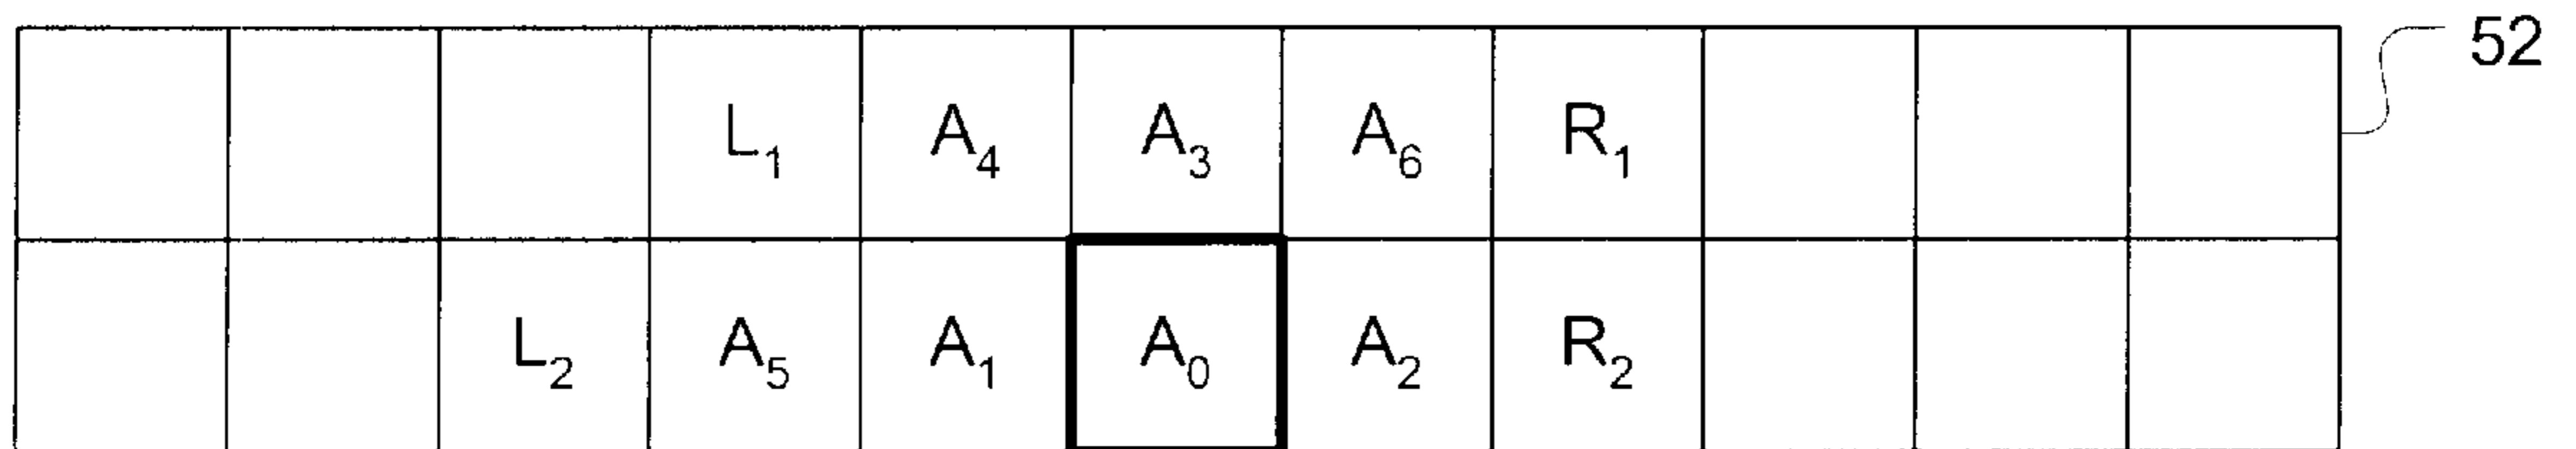 52
L₁ A₄ A₃ A₆ R₁
L₂ A₅ A₁ A₀ A₂ R₂